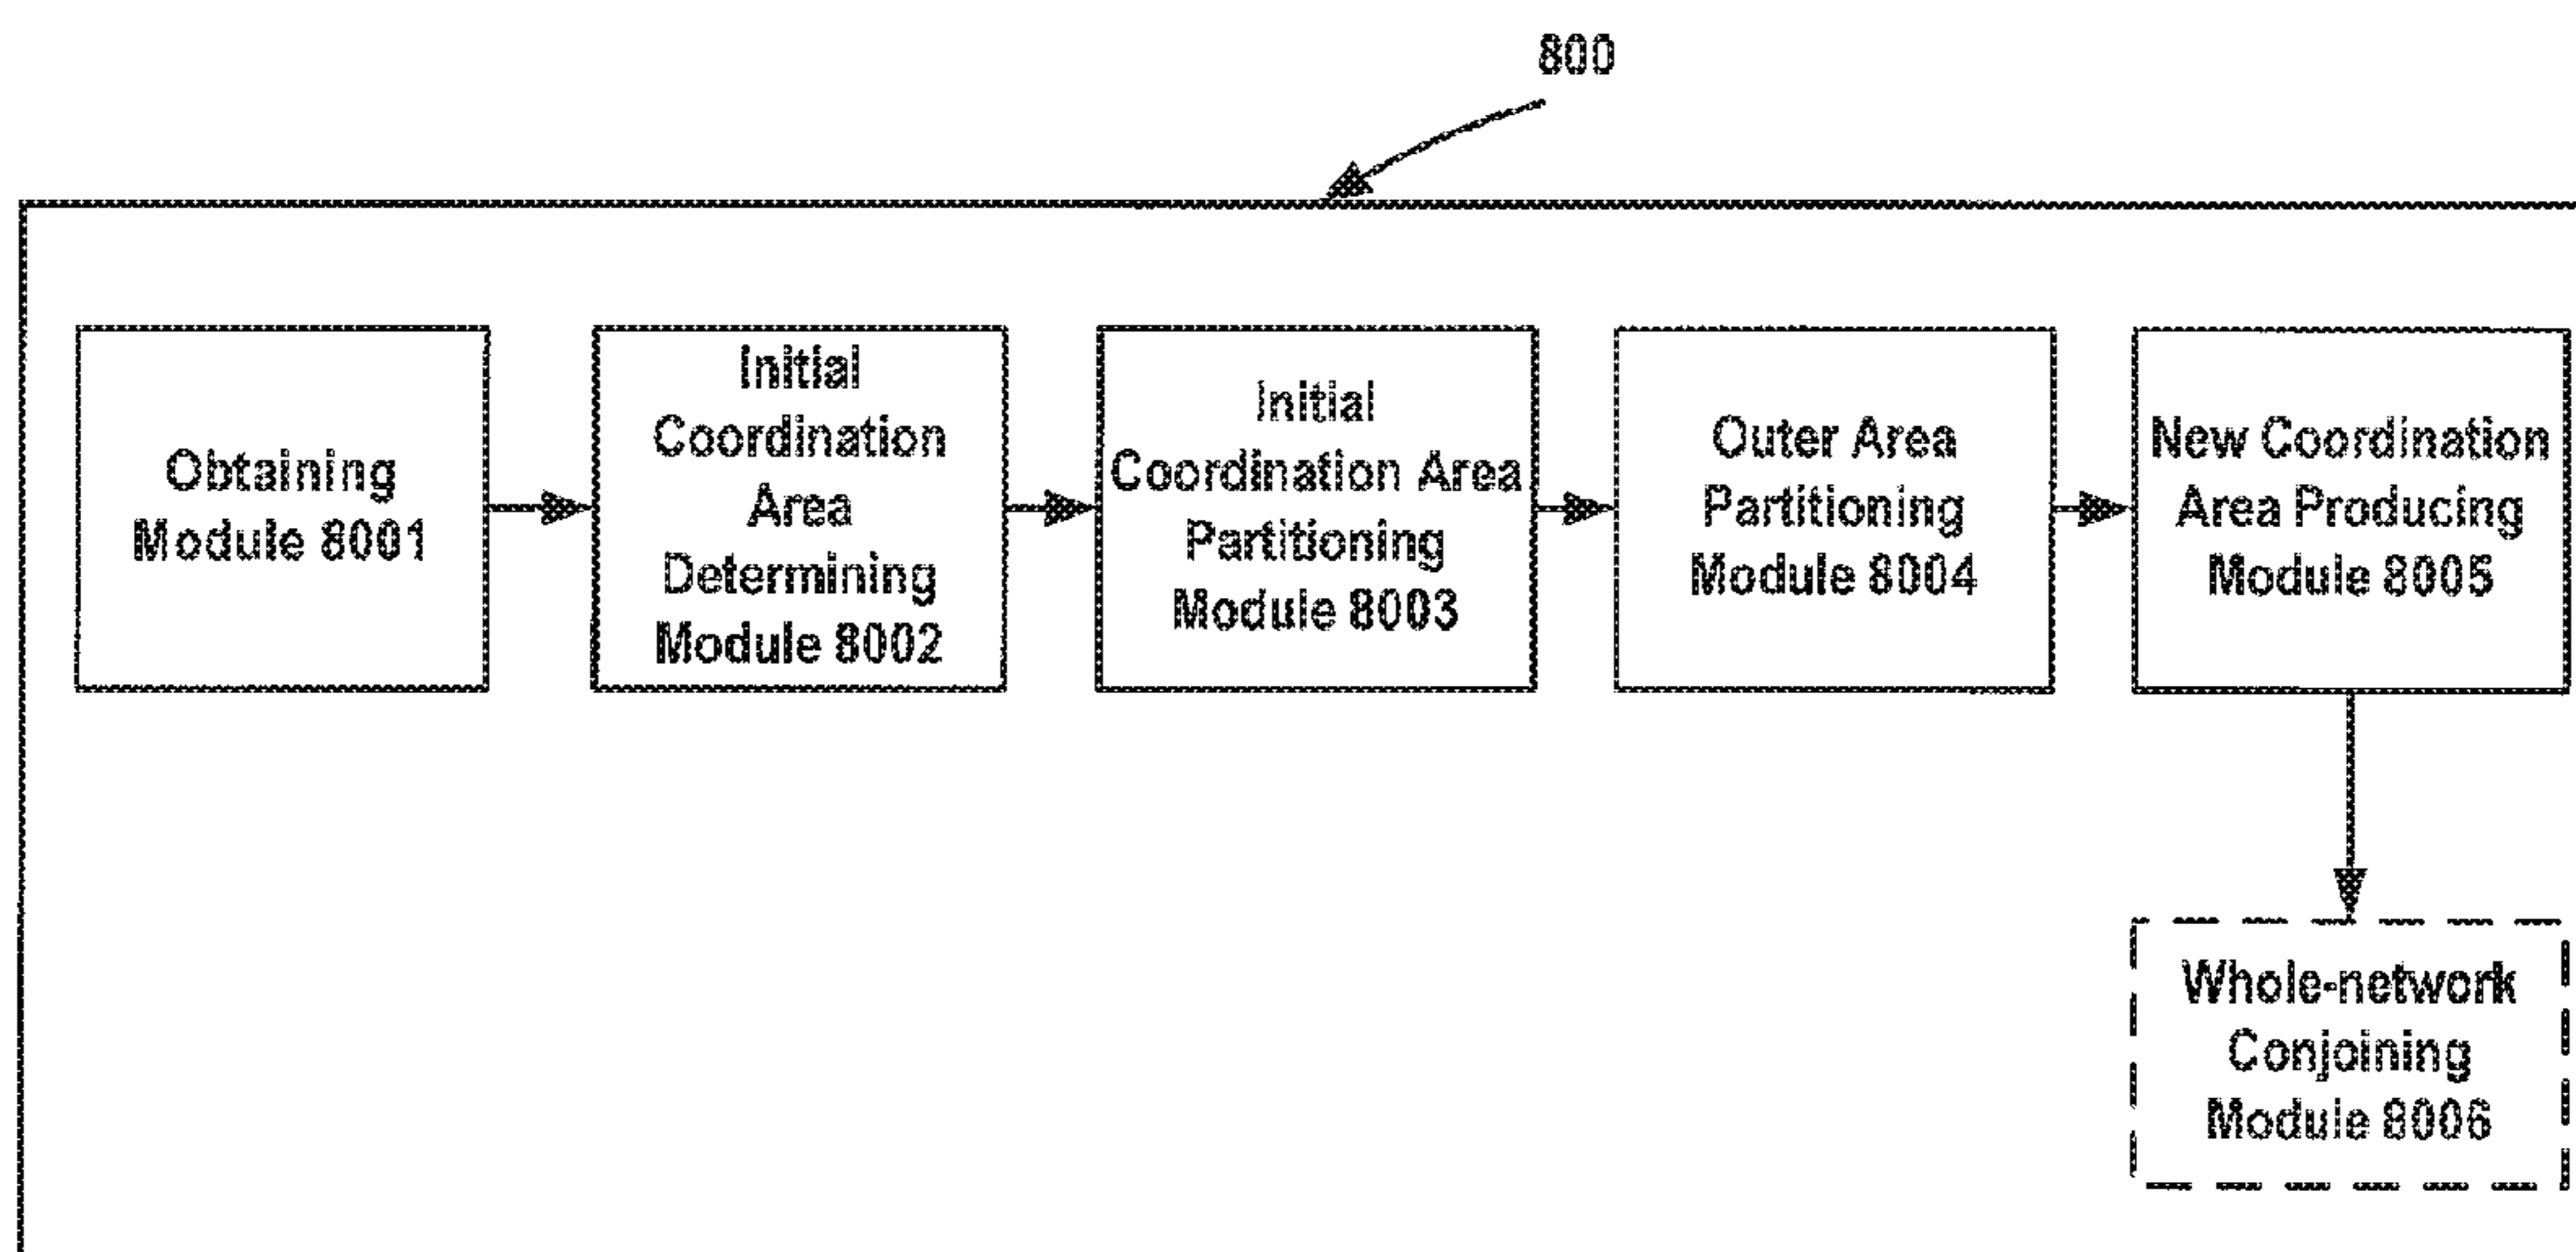 800
Obtaining
Module 8001
Initial
Coordination
Area
Determining
Module 8002
Initial
Coordination Area
Partitioning
Module 8003
Outer Area
Partitioning
Module 8004
New Coordination
Area Producing
Module 8005
Whole-network
Conjoining
Module 8006